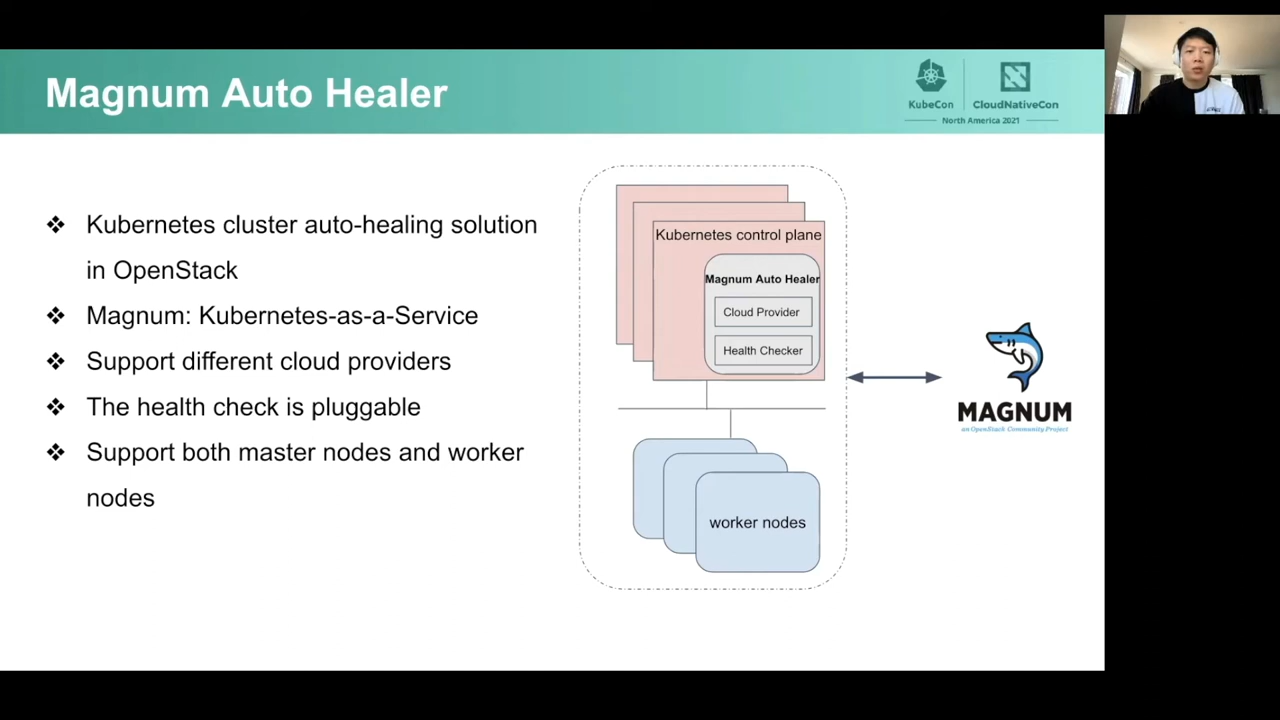 Magnum Auto Healer
KubeCon
CloudNativeCon
North America 2021
❖ Kubernetes cluster auto-healing solution
in OpenStack
❖ Magnum: Kubernetes-as-a-Service
❖ Support different cloud providers
❖ The health check is pluggable
❖ Support both master nodes and worker
nodes
Kubernetes control plane
Magnum Auto Healer
Cloud Provider
Health Checker
worker nodes
MAGNUM
an OpenStack Community Project